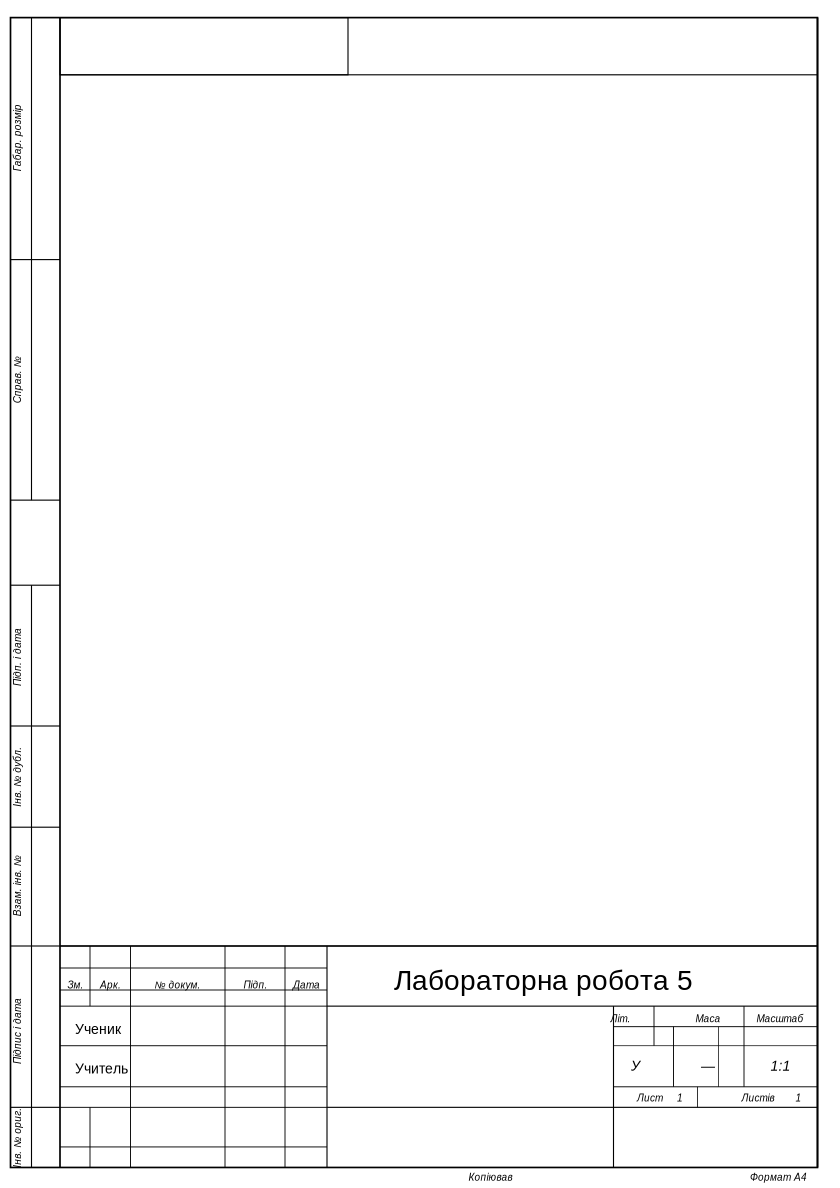 Габар. розмір
Справ. №
Підп. і дата
Інв. № дубл.
Взам. інв. №
Підпис і дата
Інв. № ориг.
Лабораторна робота 5
Зм. Арк. № докум. Підп. Дата
Літ. Маса Масштаб
Ученик
У — 1:1
Учитель
Лист 1 Листів 1
Копіював Формат А4